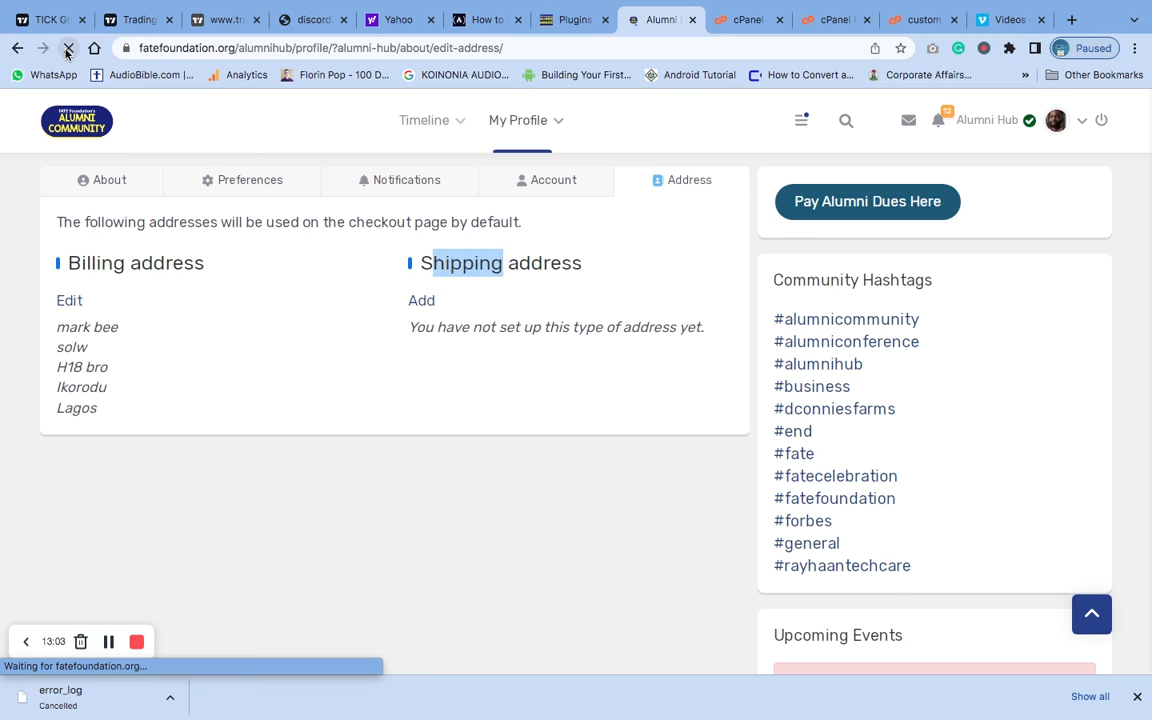 TICK Gr
Trading
www.tra
discord.
Yahoo
How to
Plugins
Alumni
cPanel
cPanel
custom
Videos
fatefoundation.org/alumnihub/profile/?alumni-hub/about/edit-address/
Paused
WhatsApp
AudioBible.com |...
Analytics
Florin Pop - 100 D...
KOINONIA AUDIO...
Building Your First...
Android Tutorial
How to Convert a...
Corporate Affairs...
»
Other Bookmarks
FATE Foundation's
ALUMNI
COMMUNITY
Timeline
My Profile
12
Alumni Hub
About
Preferences
Notifications
Account
Address
The following addresses will be used on the checkout page by default.
Billing address
Edit
mark bee
solw
H18 bro
Ikorodu
Lagos
Shipping address
Add
You have not set up this type of address yet.
Pay Alumni Dues Here
Community Hashtags
#alumnicommunity
#alumniconference
#alumnihub
#business
#dconniesfarms
#end
#fate
#fatecelebration
#fatefoundation
#forbes
#general
#rayhaantechcare
Upcoming Events
13:03
Waiting for fatefoundation.org...
error_log
Cancelled
Show all